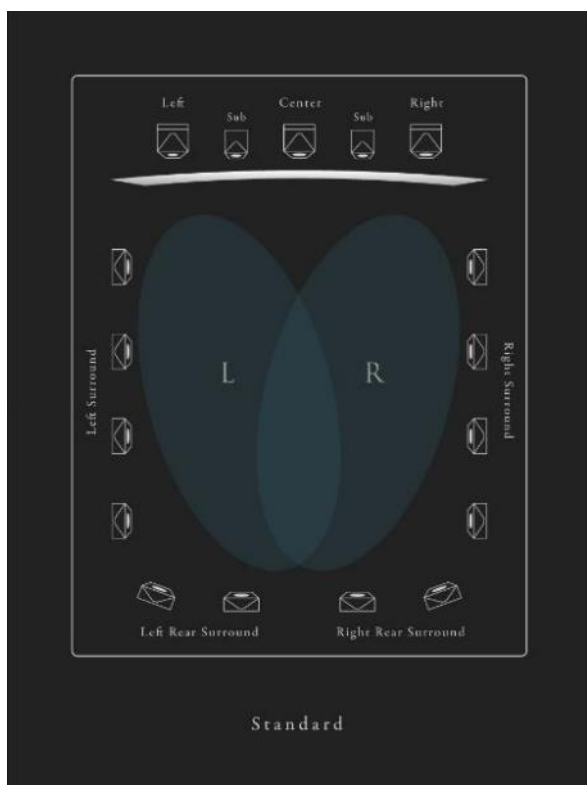 Left
Sub
Center
Sub
Right
Left Surround
L
R
Right Surround
Left Rear Surround
Right Rear Surround
Standard